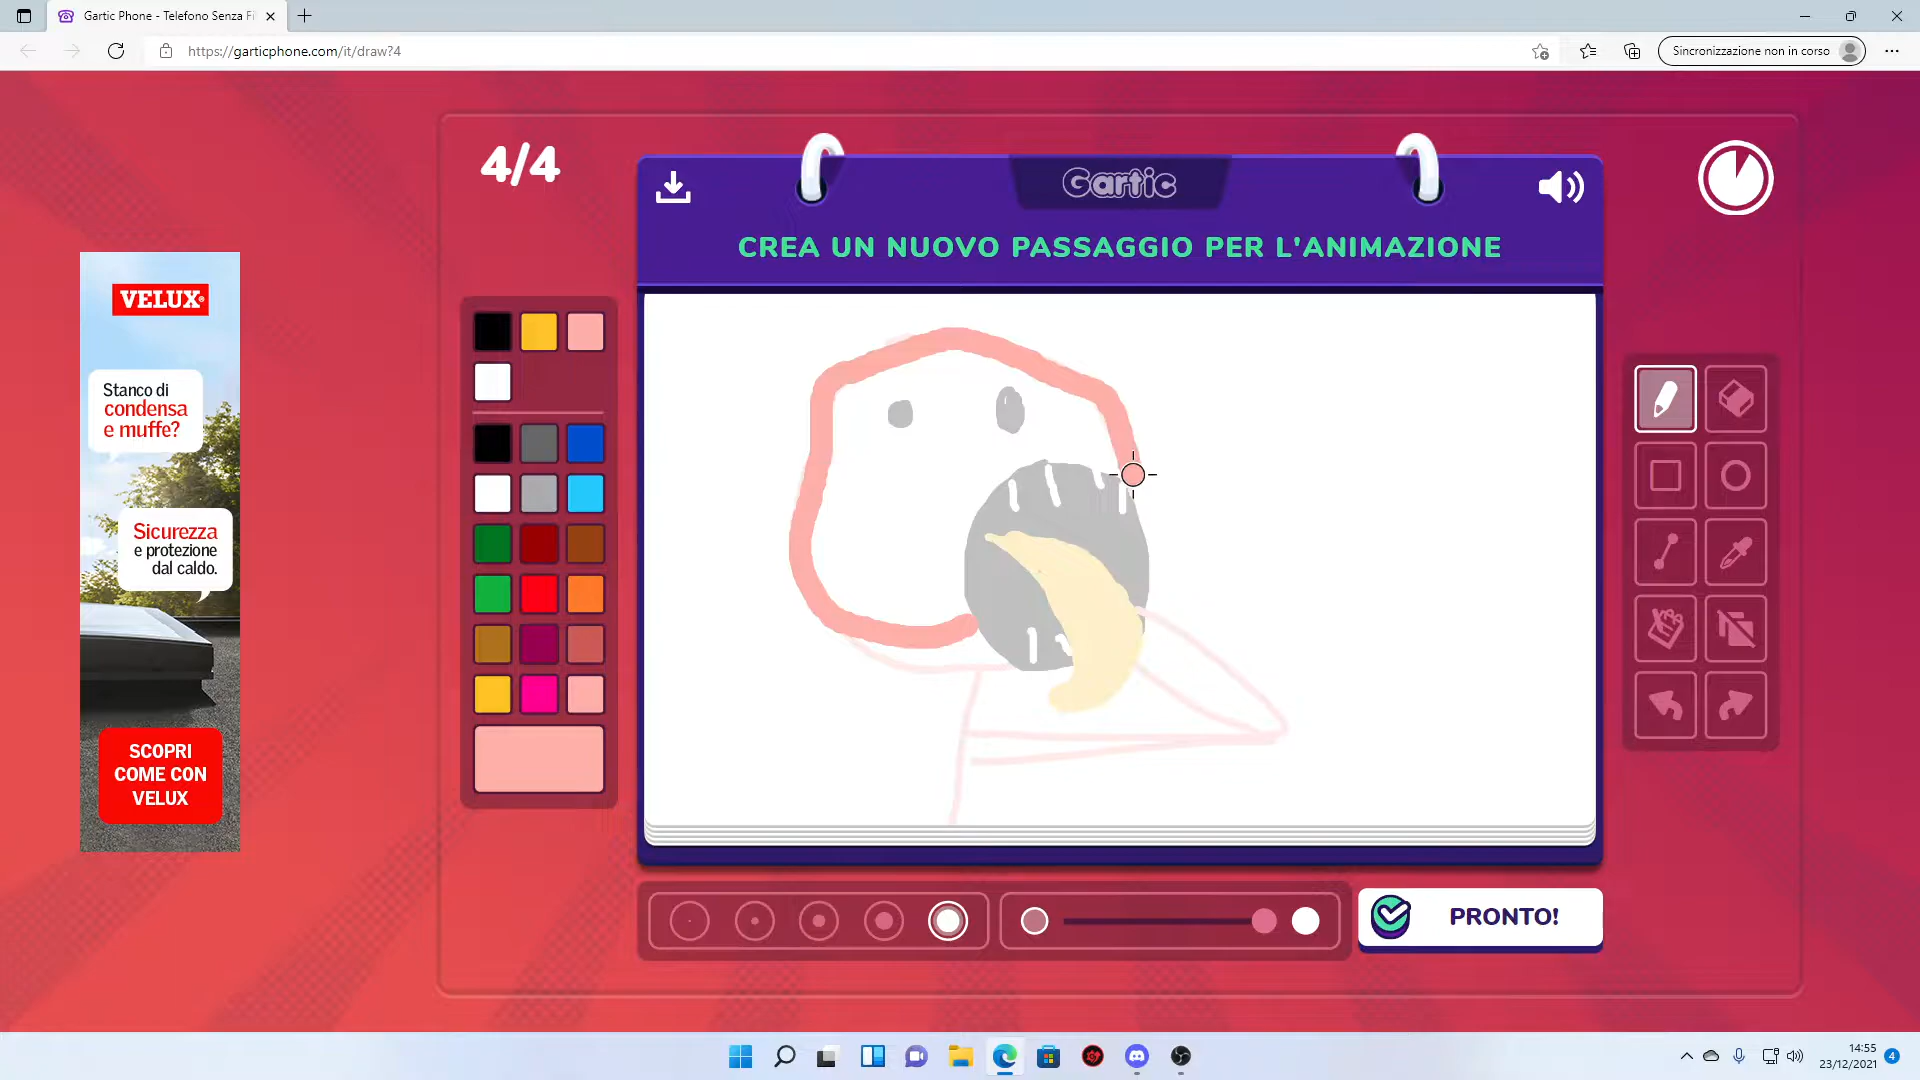 Gartic Phone - Telefono Senza Fi
https://garticphone.com/it/draw?4
Sincronizzazione non in corso
4/4
Gartic
CREA UN NUOVO PASSAGGIO PER L'ANIMAZIONE
VELUX
Stanco di
condensa
e muffe?
Sicurezza
e protezione
dal caldo.
SCOPRI
COME CON
VELUX
PRONTO!
14:55
23/12/2021
4